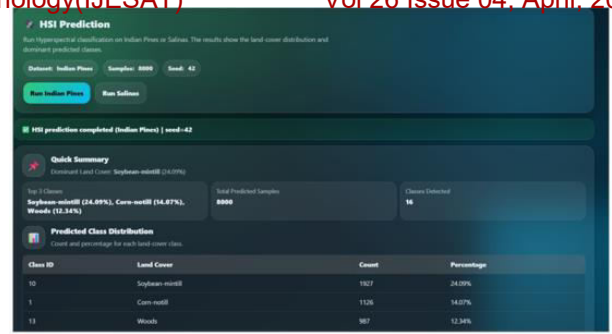 nology(IJESAT) Vol 26 Issue 04, April, 20
HSI Prediction
Run Hyperspectral classification on Indian Pines or Salinas. The results show the land cover distribution and
dominant predicted classes.
Dataset: Indian Pines Samples: 8000 Seed: 42
Run Indian Pines Run Salinas
HSI prediction completed (Indian Pines) | seed=42
Quick Summary
Dominant Land Cover: Soybean-mintill (24.09%)
Top 3 Classes Total Predicted Samples Classes Detected
Soybean-mintill (24.09%), Corn-notill (14.07%), 8000 16
Woods (12.34%)
Predicted Class Distribution
Count and percentage for each land-cover class.
Class ID Land Cover Count Percentage
10 Soybean-mintill 1927 24.09%
1 Corn-notill 1126 14.07%
13 Woods 987 12.34%